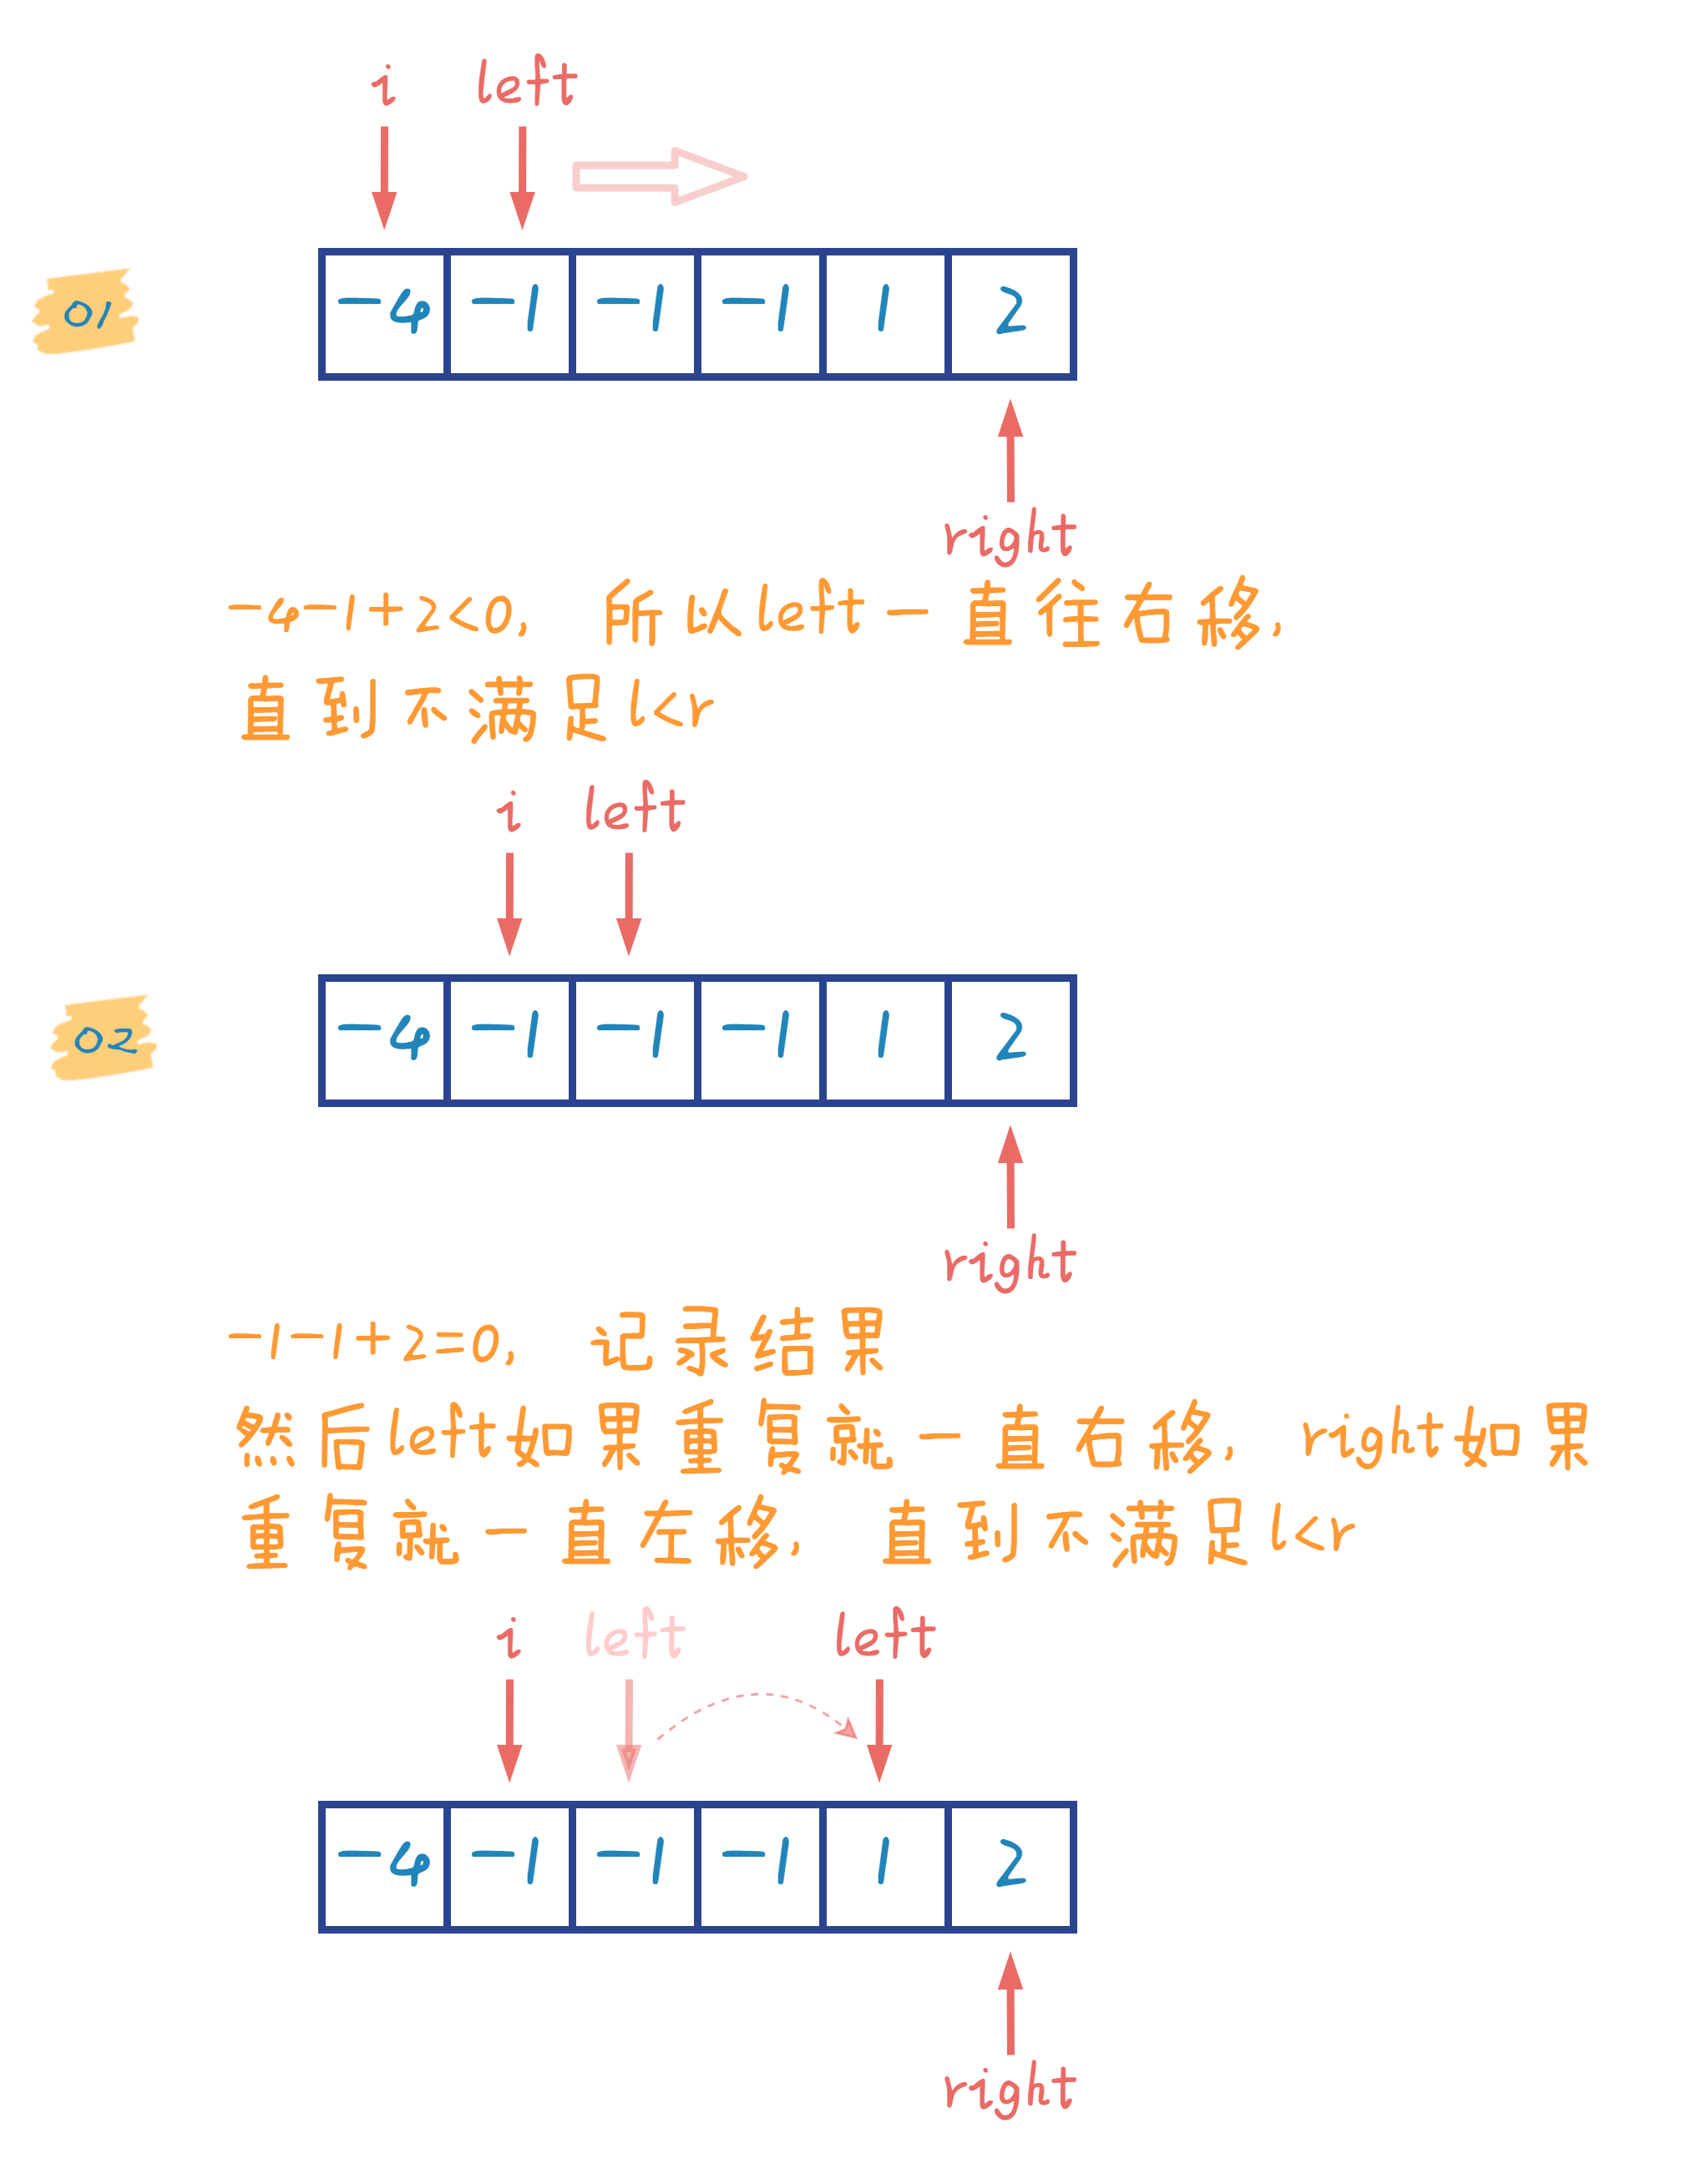 i left
01
-4 -1 -1 -1 1 2
right
-4-1+2<0, 所以left一直往右移,
直到不满足l<r
i left
02
-4 -1 -1 -1 1 2
right
-1-1+2=0, 记录结果
然后left如果重复就一直右移, right如果
重复就一直左移, 直到不满足l<r
i left left
-4 -1 -1 -1 1 2
right